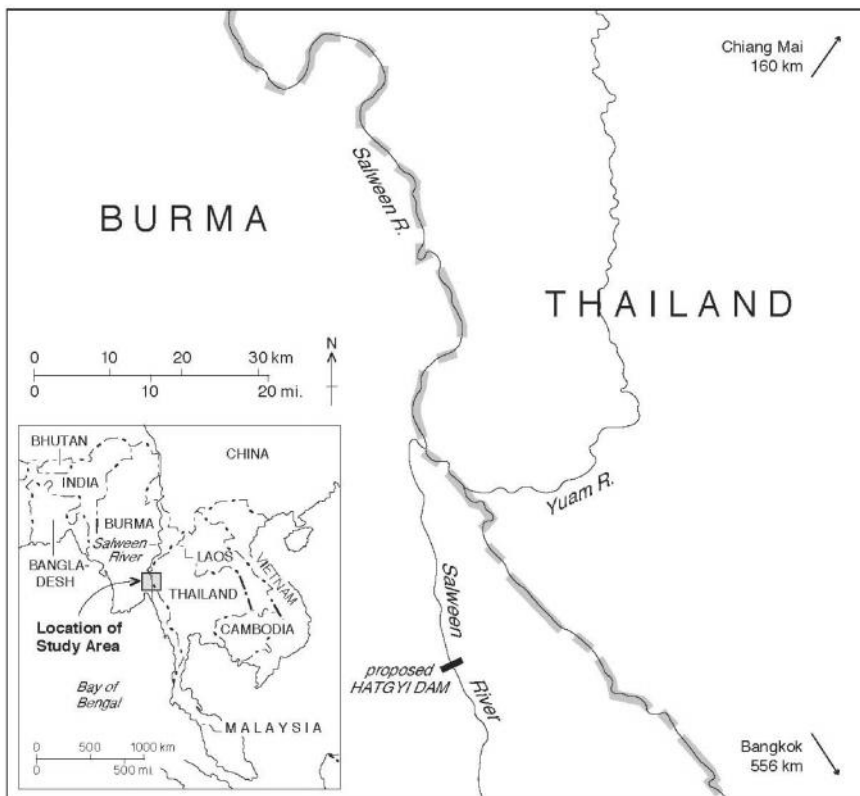 Chiang Mai
160 km
BURMA
Salween R.
THAILAND
0 10 20 30 km
0 10 20 mi.
N
Yuam R.
Salween
River
proposed
HATGYI DAM
Bangkok
556 km
BHUTAN
CHINA
INDIA
BURMA
Salween
River
LAOS
VIETNAM
BANGLA-
DESH
THAILAND
CAMBODIA
Location of
Study Area
Bay of
Bengal
MALAYSIA
0 500 1000 km
0 500 mi.